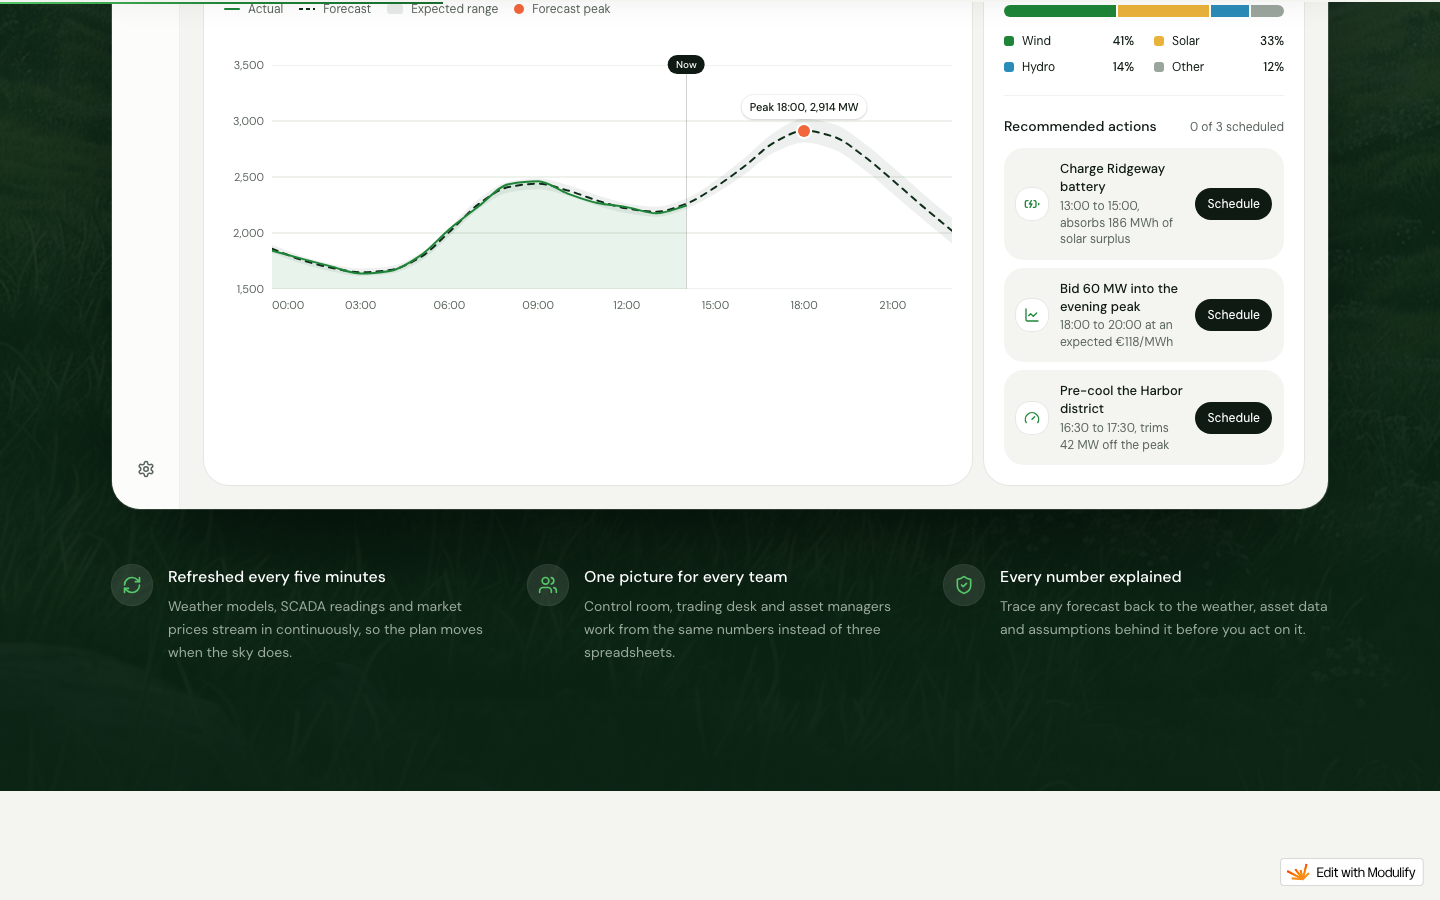 Actual Forecast Expected range Forecast peak
3,500
3,000
2,500
2,000
1,500
Now
Peak 18:00, 2,914 MW
00:00 03:00 06:00 09:00 12:00 15:00 18:00 21:00
Wind 41% Solar 33%
Hydro 14% Other 12%
Recommended actions 0 of 3 scheduled
Charge Ridgeway
battery
13:00 to 15:00,
absorbs 186 MWh of
solar surplus
Schedule
Bid 60 MW into the
evening peak
18:00 to 20:00 at an
expected €118/MWh
Schedule
Pre-cool the Harbor
district
16:30 to 17:30, trims
42 MW off the peak
Schedule
Refreshed every five minutes
Weather models, SCADA readings and market
prices stream in continuously, so the plan moves
when the sky does.
One picture for every team
Control room, trading desk and asset managers
work from the same numbers instead of three
spreadsheets.
Every number explained
Trace any forecast back to the weather, asset data
and assumptions behind it before you act on it.
Edit with Modulify